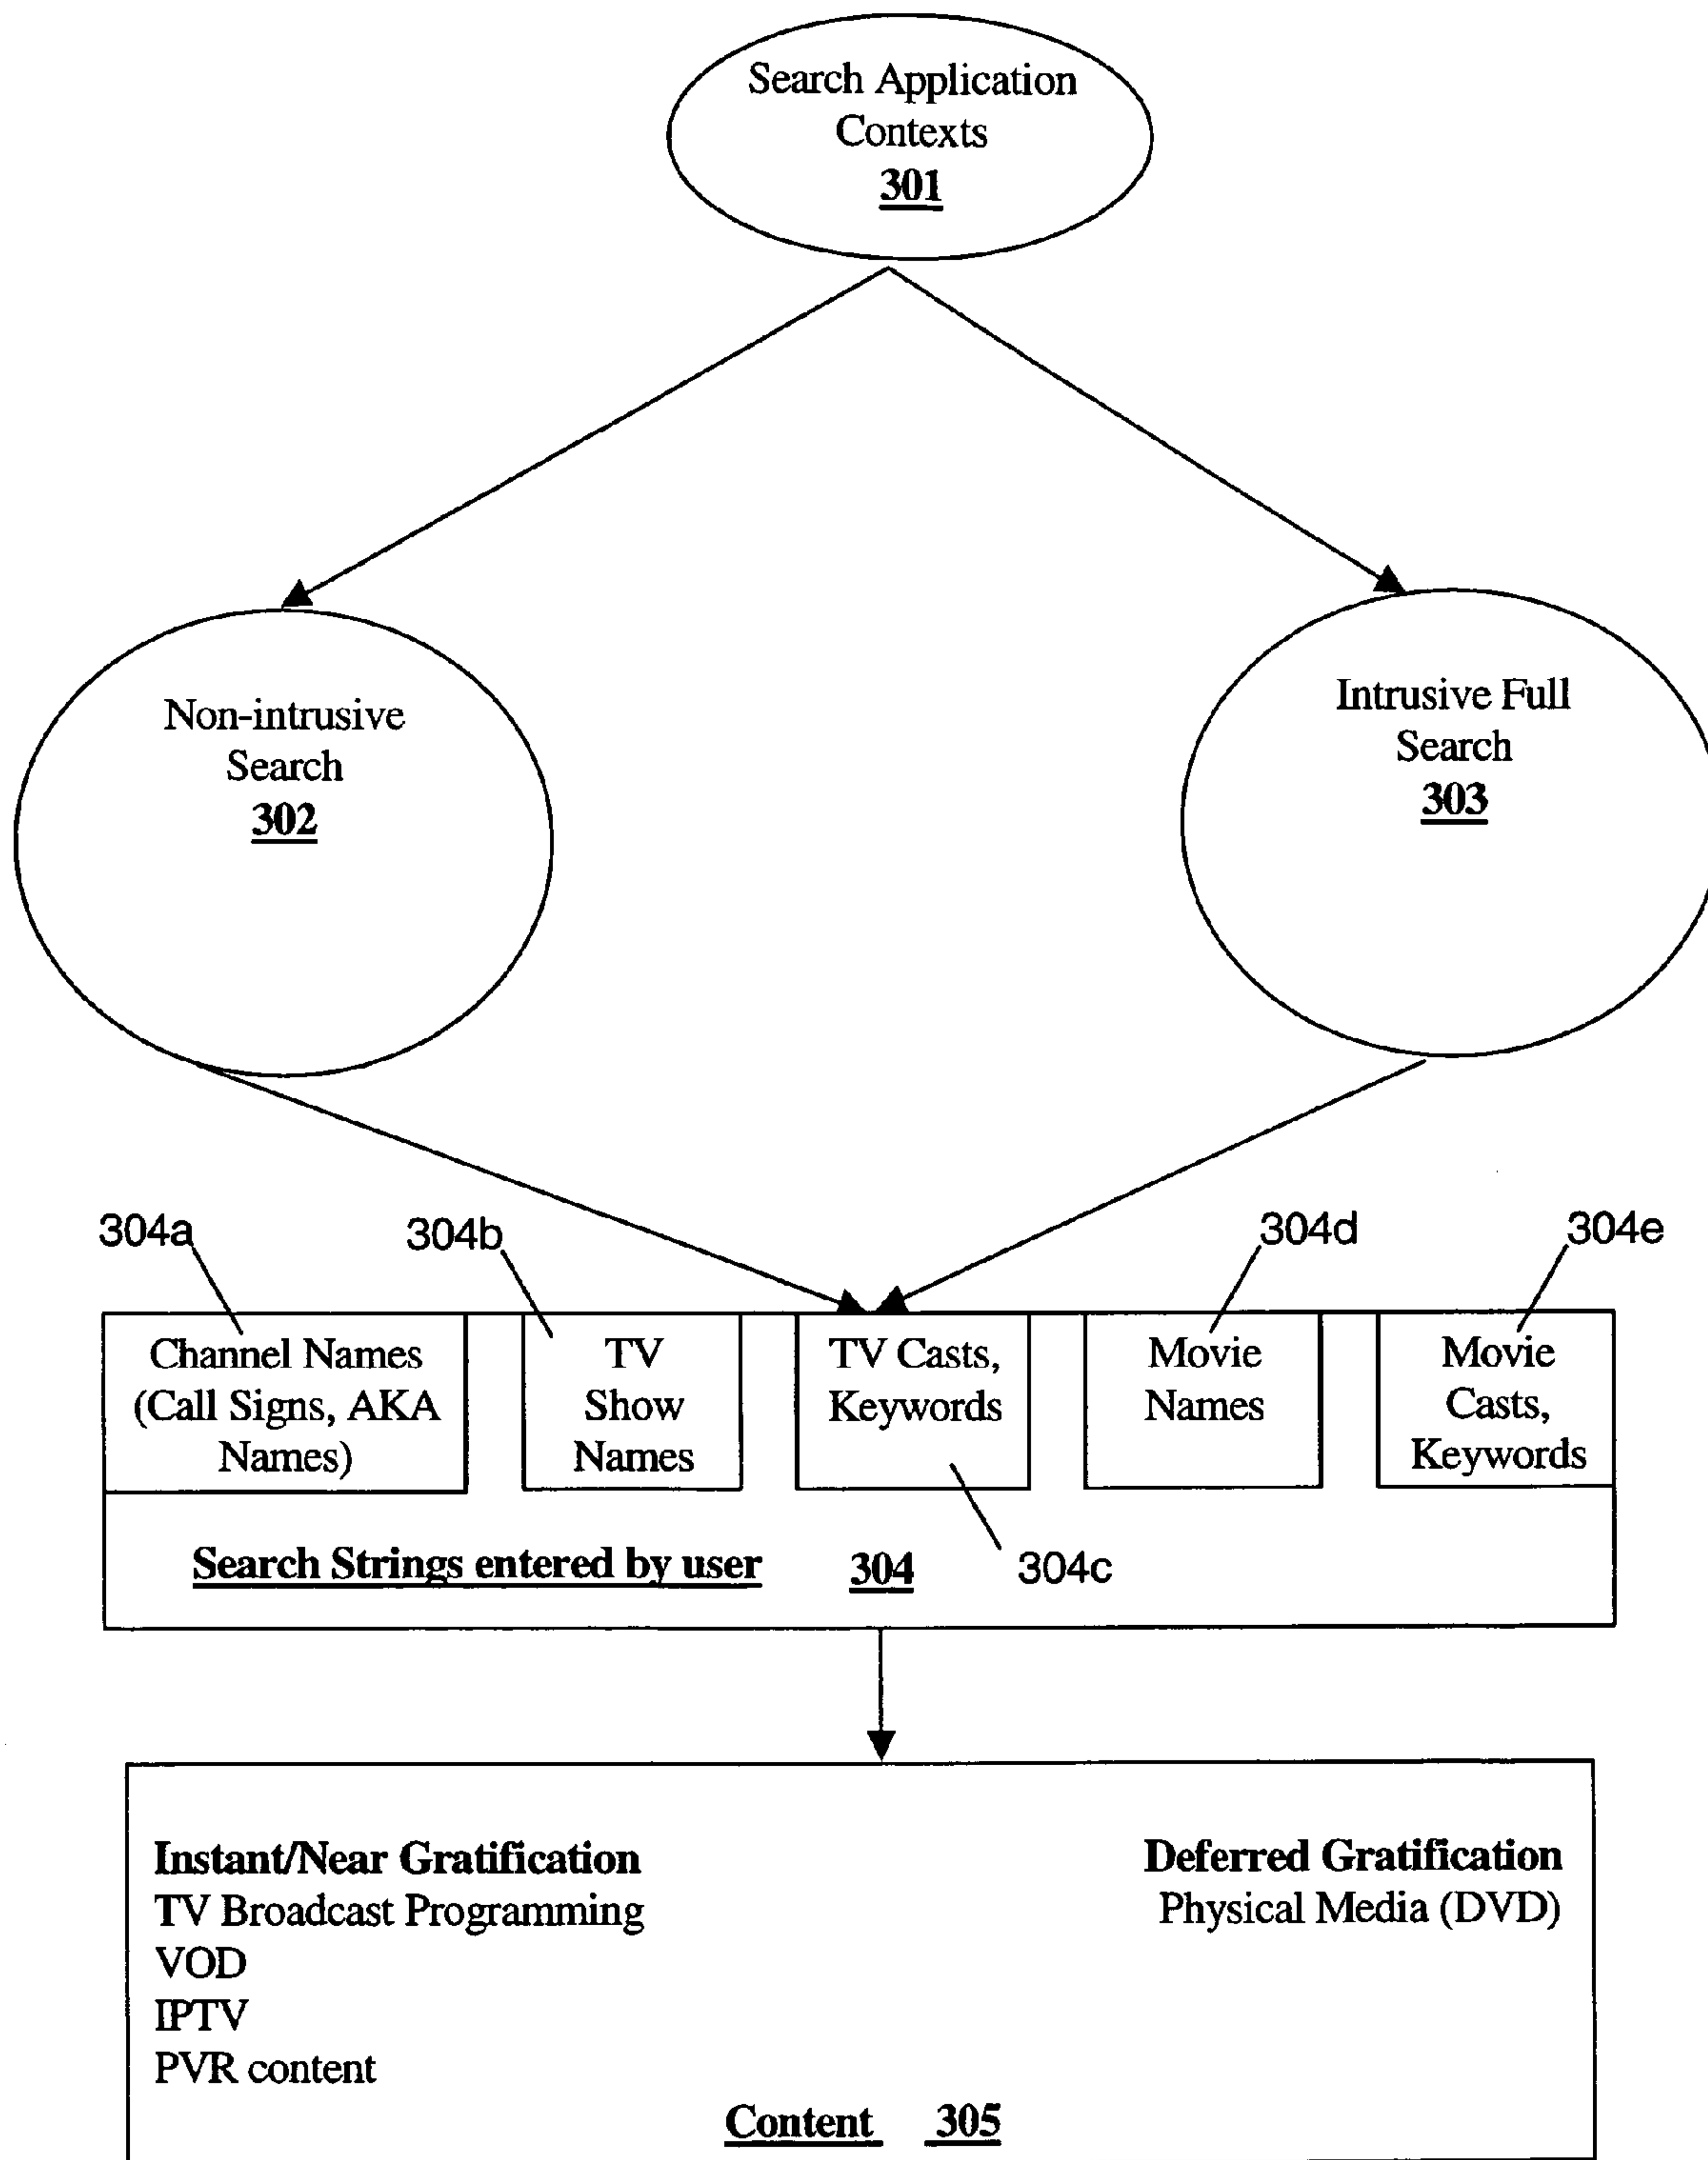 Search Application
Contexts
301
Non-intrusive
Search
302
Intrusive Full
Search
303
304a
304b
304d
304e
Channel Names
(Call Signs, AKA
Names)
TV
Show
Names
TV Casts,
Keywords
Movie
Names
Movie
Casts,
Keywords
Search Strings entered by user 304
304c
Instant/Near Gratification
TV Broadcast Programming
VOD
IPTV
PVR content
Deferred Gratification
Physical Media (DVD)
Content 305